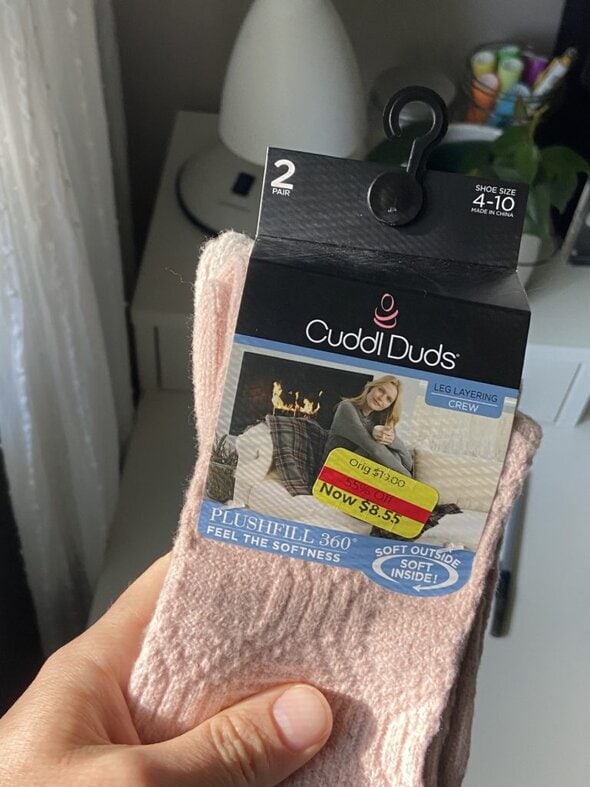 2
PAIR
SHOE SIZE
4-10
MADE IN CHINA
Cuddl Duds®
LEG LAYERING
CREW
Orig $19.00
55% Off
Now $8.55
PLUSHFILL 360°
FEEL THE SOFTNESS
SOFT OUTSIDE
SOFT
INSIDE!